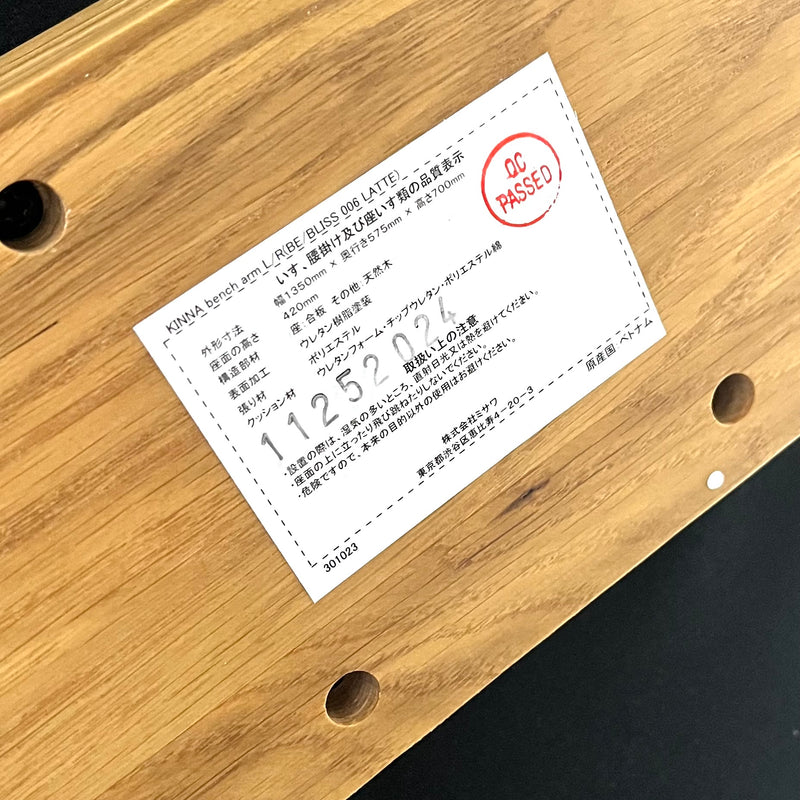 KINNA bench arm L/R(BE/BLISS 006 LATTE)
いす、腰掛け及び座いす類の品質表示
外形寸法 幅1350mm × 奥行き575mm × 高さ700mm
座面の高さ 420mm
構造部材 座:合板 その他:天然木
表面加工 ウレタン樹脂塗装
張り材 ポリエステル
クッション材 ウレタンフォーム・チップウレタン・ポリエステル綿
11252024
取扱い上の注意
・設置の際は、湿気の多いところ、直射日光又は熱を避けてください。
・座面の上に立ったり飛び跳ねたりしないでください。
・危険ですので、本来の目的以外の使用はお避けください。
株式会社ミサワ
東京都渋谷区恵比寿4-20-3
原産国・ベトナム
301023
QC
PASSED